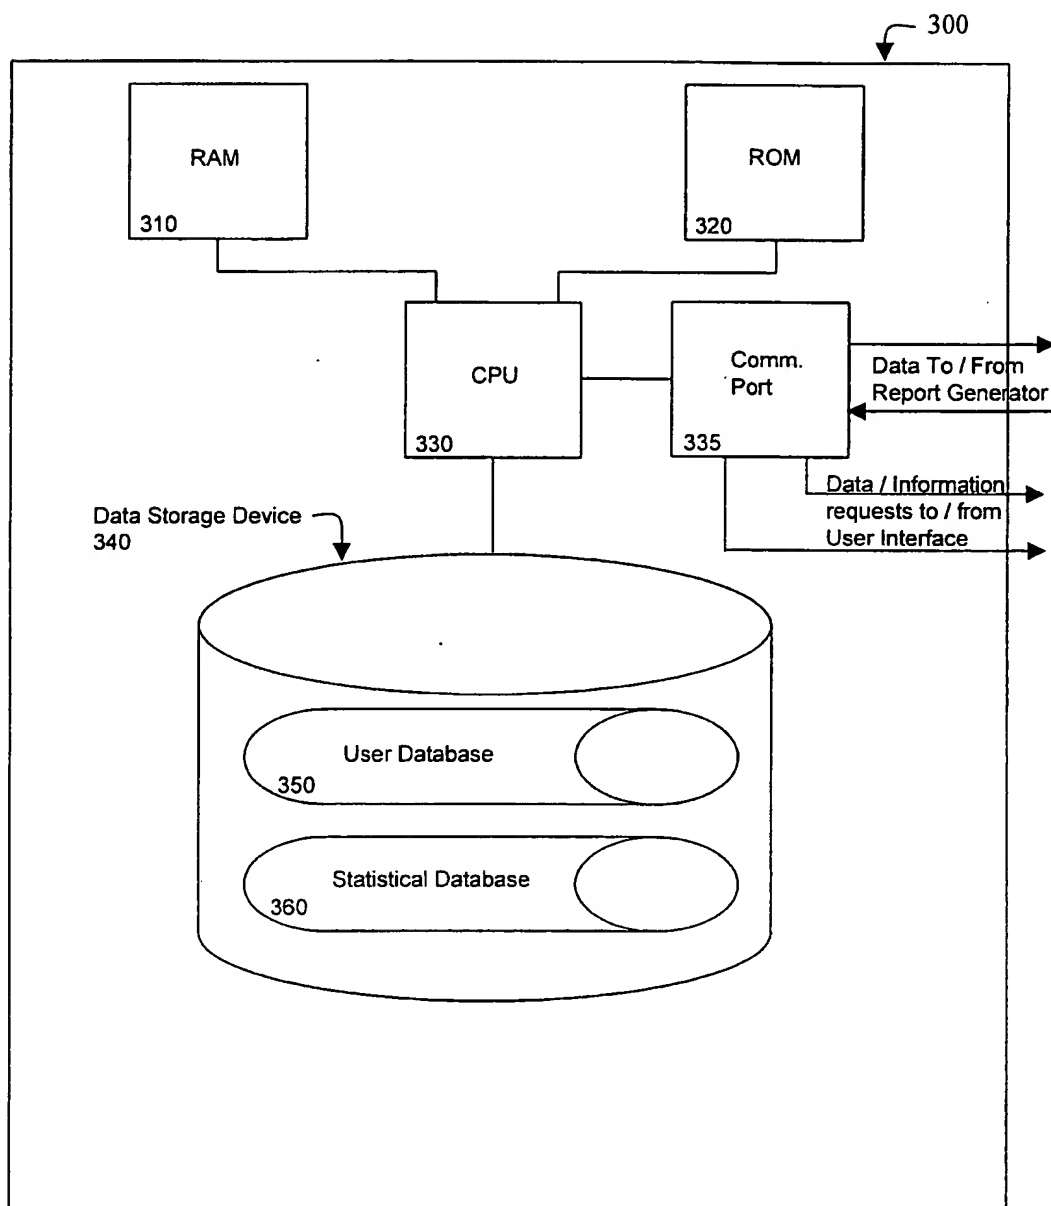 300
RAM
310
ROM
320
CPU
330
Comm.
Port
335
Data To / From
Report Generator
Data / Information
requests to / from
User Interface
Data Storage Device
340
User Database
350
Statistical Database
360